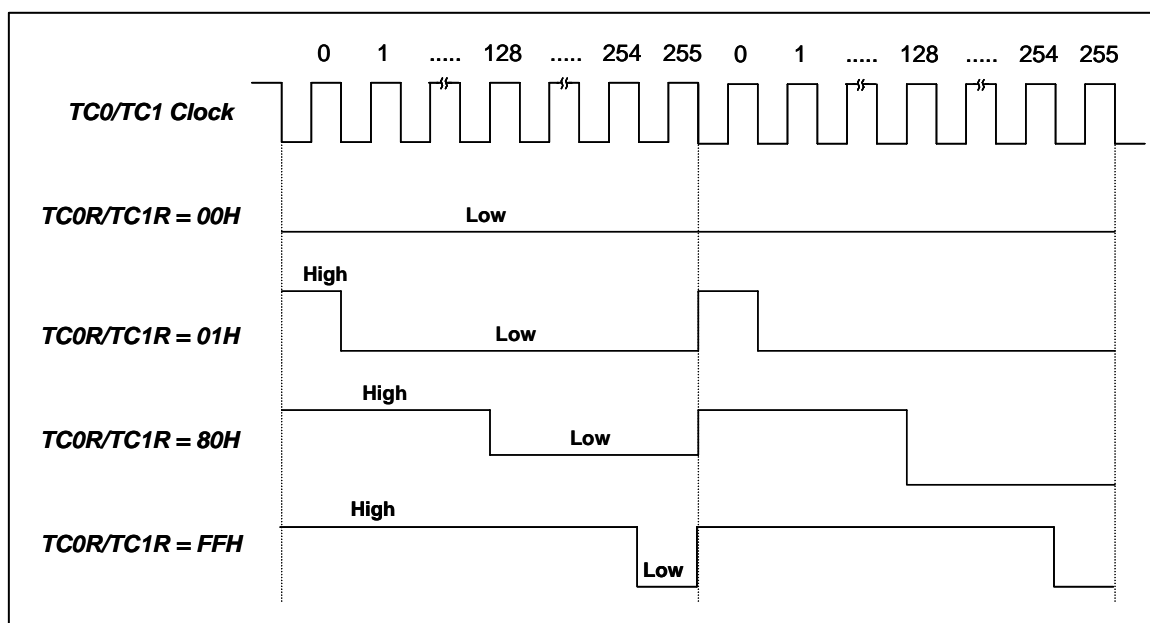 0 1 ..... 128 ..... 254 255 0 1 ..... 128 ..... 254 255
TC0/TC1 Clock
TC0R/TC1R = 00H
Low
High
TC0R/TC1R = 01H
Low
High
TC0R/TC1R = 80H
Low
High
TC0R/TC1R = FFH
Low